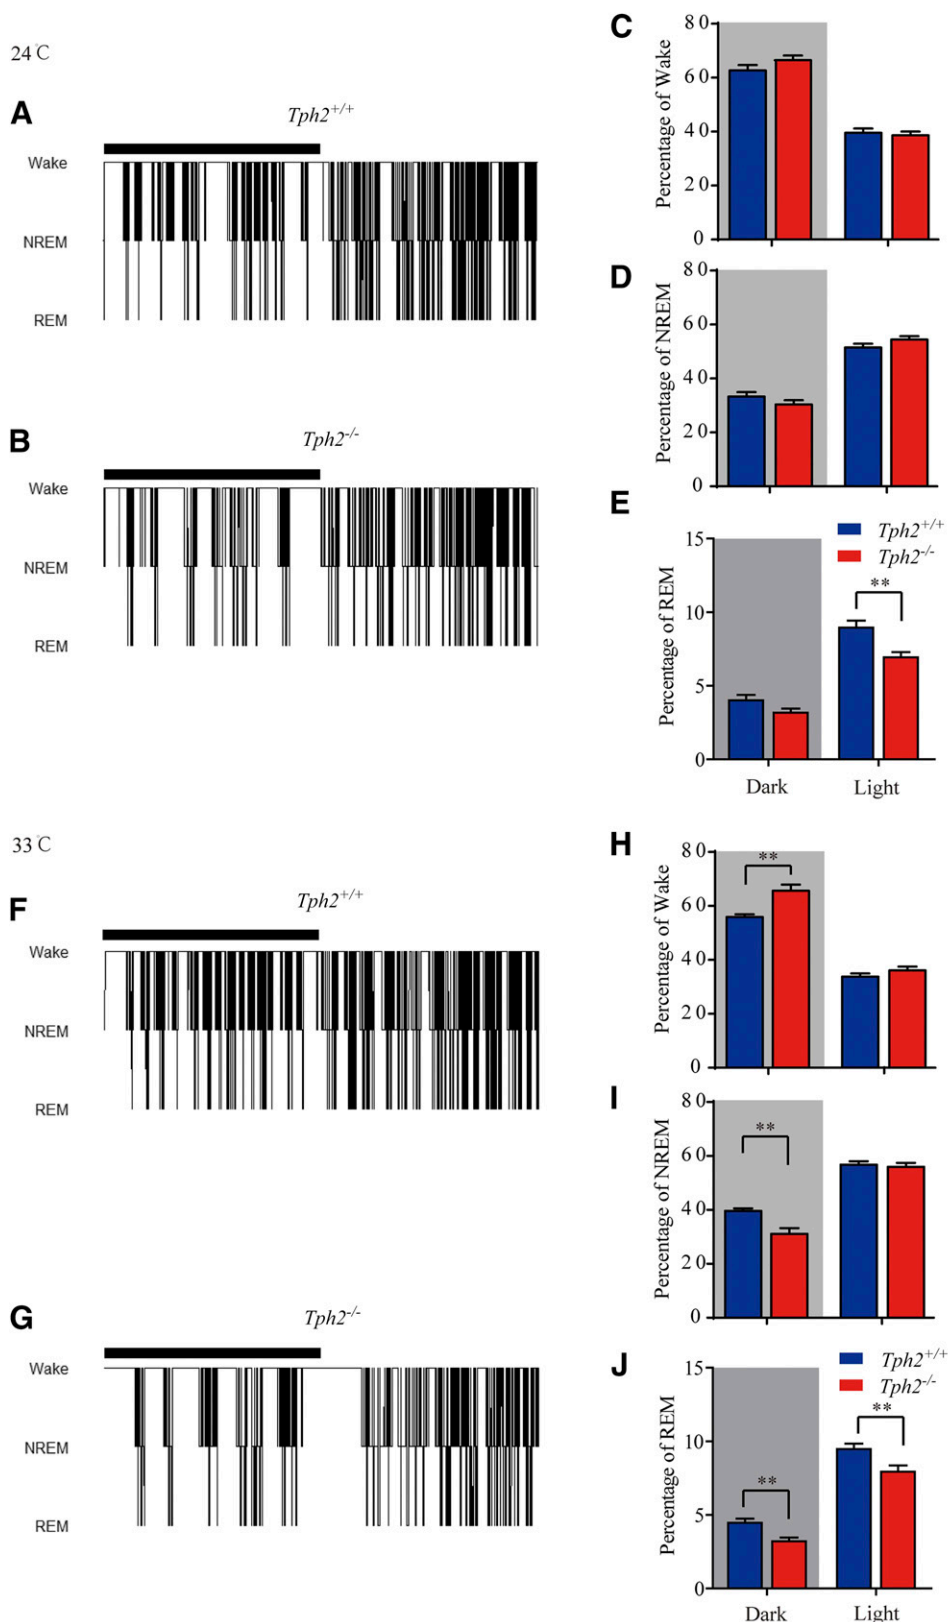 24°C
A
Tph2+/+
Wake
NREM
REM
B
Tph2-/-
Wake
NREM
REM
C
Percentage of Wake
80
60
40
20
0
D
Percentage of NREM
80
60
40
20
0
E
Tph2+/+
Tph2-/-
Percentage of REM
15
10
5
0
**
Dark
Light
33°C
F
Tph2+/+
Wake
NREM
REM
G
Tph2-/-
Wake
NREM
REM
H
Percentage of Wake
80
60
40
20
0
**
I
Percentage of NREM
80
60
40
20
0
**
J
Tph2+/+
Tph2-/-
Percentage of REM
15
10
5
0
**
**
Dark
Light